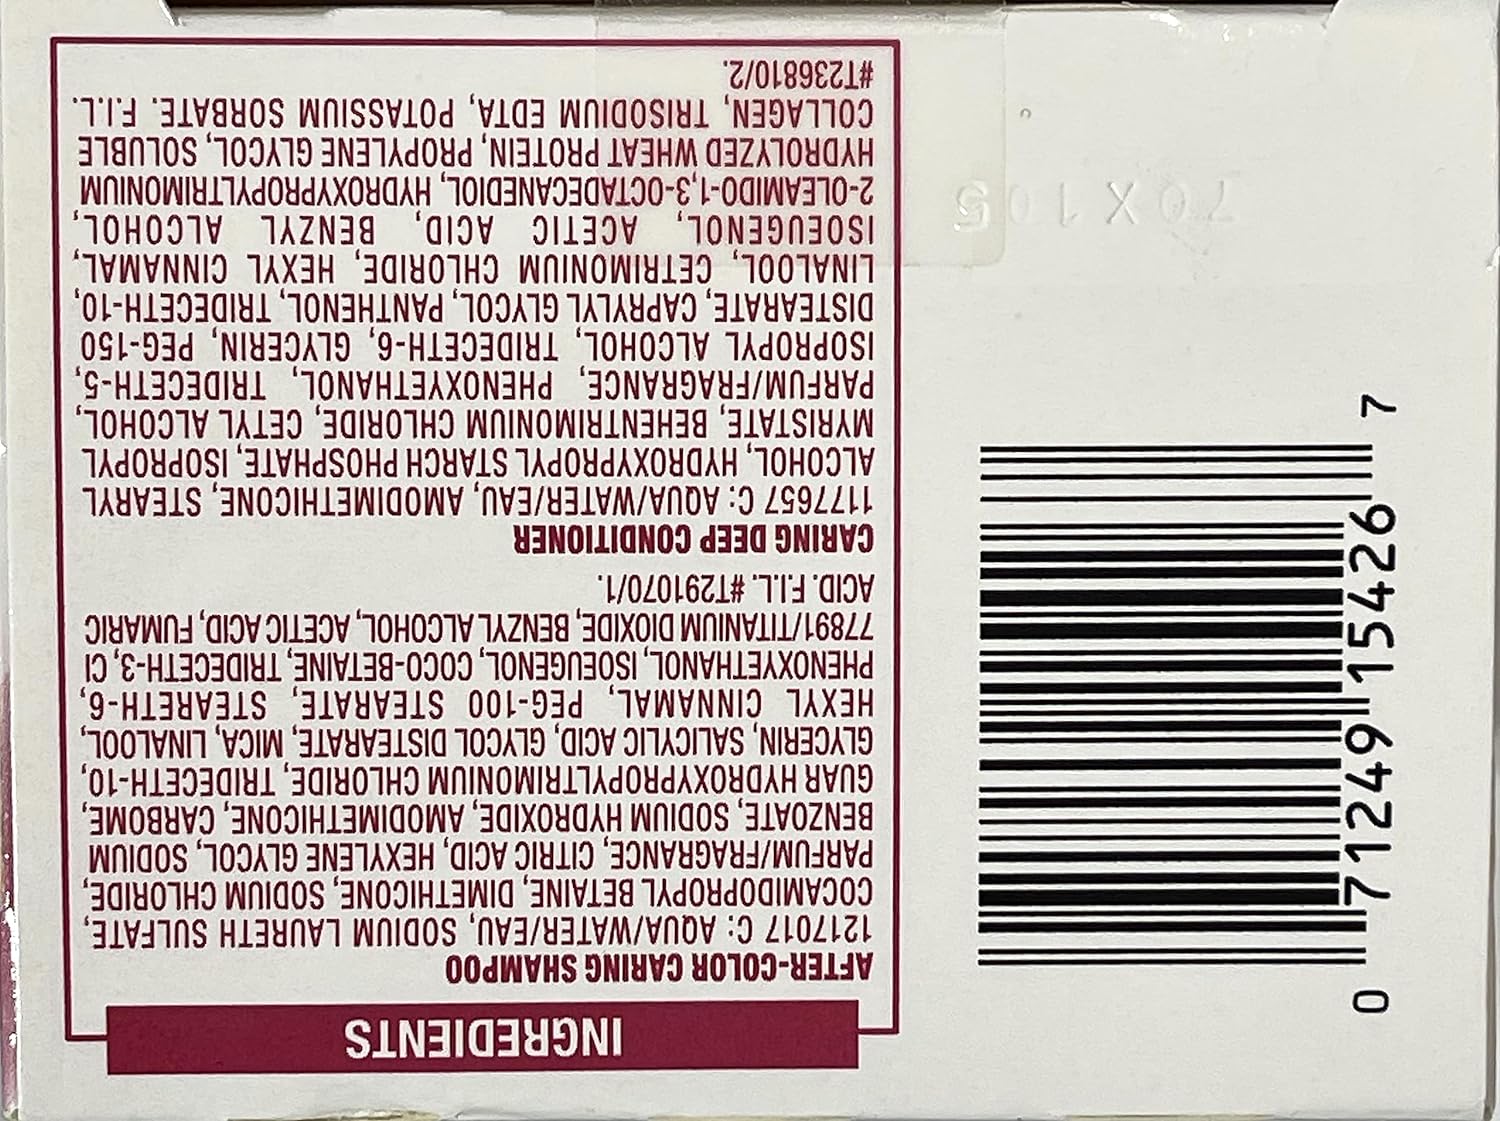 INGREDIENTS
AFTER-COLOR CARING SHAMPOO
1217017 C: AQUA/WATER/EAU, SODIUM LAURETH SULFATE,
COCAMIDOPROPYL BETAINE, DIMETHICONE, SODIUM CHLORIDE,
PARFUM/FRAGRANCE, CITRIC ACID, HEXYLENE GLYCOL, SODIUM
BENZOATE, SODIUM HYDROXIDE, AMODIMETHICONE, CARBOME,
GUAR HYDROXYPROPYLTRIMONIUM CHLORIDE, TRIDECETH-10,
GLYCERIN, SALICYLIC ACID, GLYCOL DISTEARATE, MICA, LINALOOL,
HEXYL CINNAMAL, PEG-100 STEARATE, STEARETH-6,
PHENOXYETHANOL, ISOEUGENOL, COCO-BETAINE, TRIDECETH-3, CI
77891/TITANIUM DIOXIDE, BENZYL ALCOHOL, ACETIC ACID, FUMARIC
ACID. F.I.L. #T291070/1.
CARING DEEP CONDITIONER
1177657 C: AQUA/WATER/EAU, AMODIMETHICONE, STEARYL
ALCOHOL, HYDROXYPROPYL STARCH PHOSPHATE, ISOPROPYL
MYRISTATE, BEHENTRIMONIUM CHLORIDE, CETYL ALCOHOL,
PARFUM/FRAGRANCE, PHENOXYETHANOL, TRIDECETH-5,
ISOPROPYL ALCOHOL, TRIDECETH-6, GLYCERIN, PEG-150
DISTEARATE, CAPRYLYL GLYCOL, PANTHENOL, TRIDECETH-10,
LINALOOL, CETRIMONIUM CHLORIDE, HEXYL CINNAMAL,
ISOEUGENOL, ACETIC ACID, BENZYL ALCOHOL,
2-OLEAMIDO-1,3-OCTADECANEDIOL, HYDROXYPROPYLTRIMONIUM
HYDROLYZED WHEAT PROTEIN, PROPYLENE GLYCOL, SOLUBLE
COLLAGEN, TRISODIUM EDTA, POTASSIUM SORBATE. F.I.L.
#T236810/2.
70X105
0 71249 15426 7